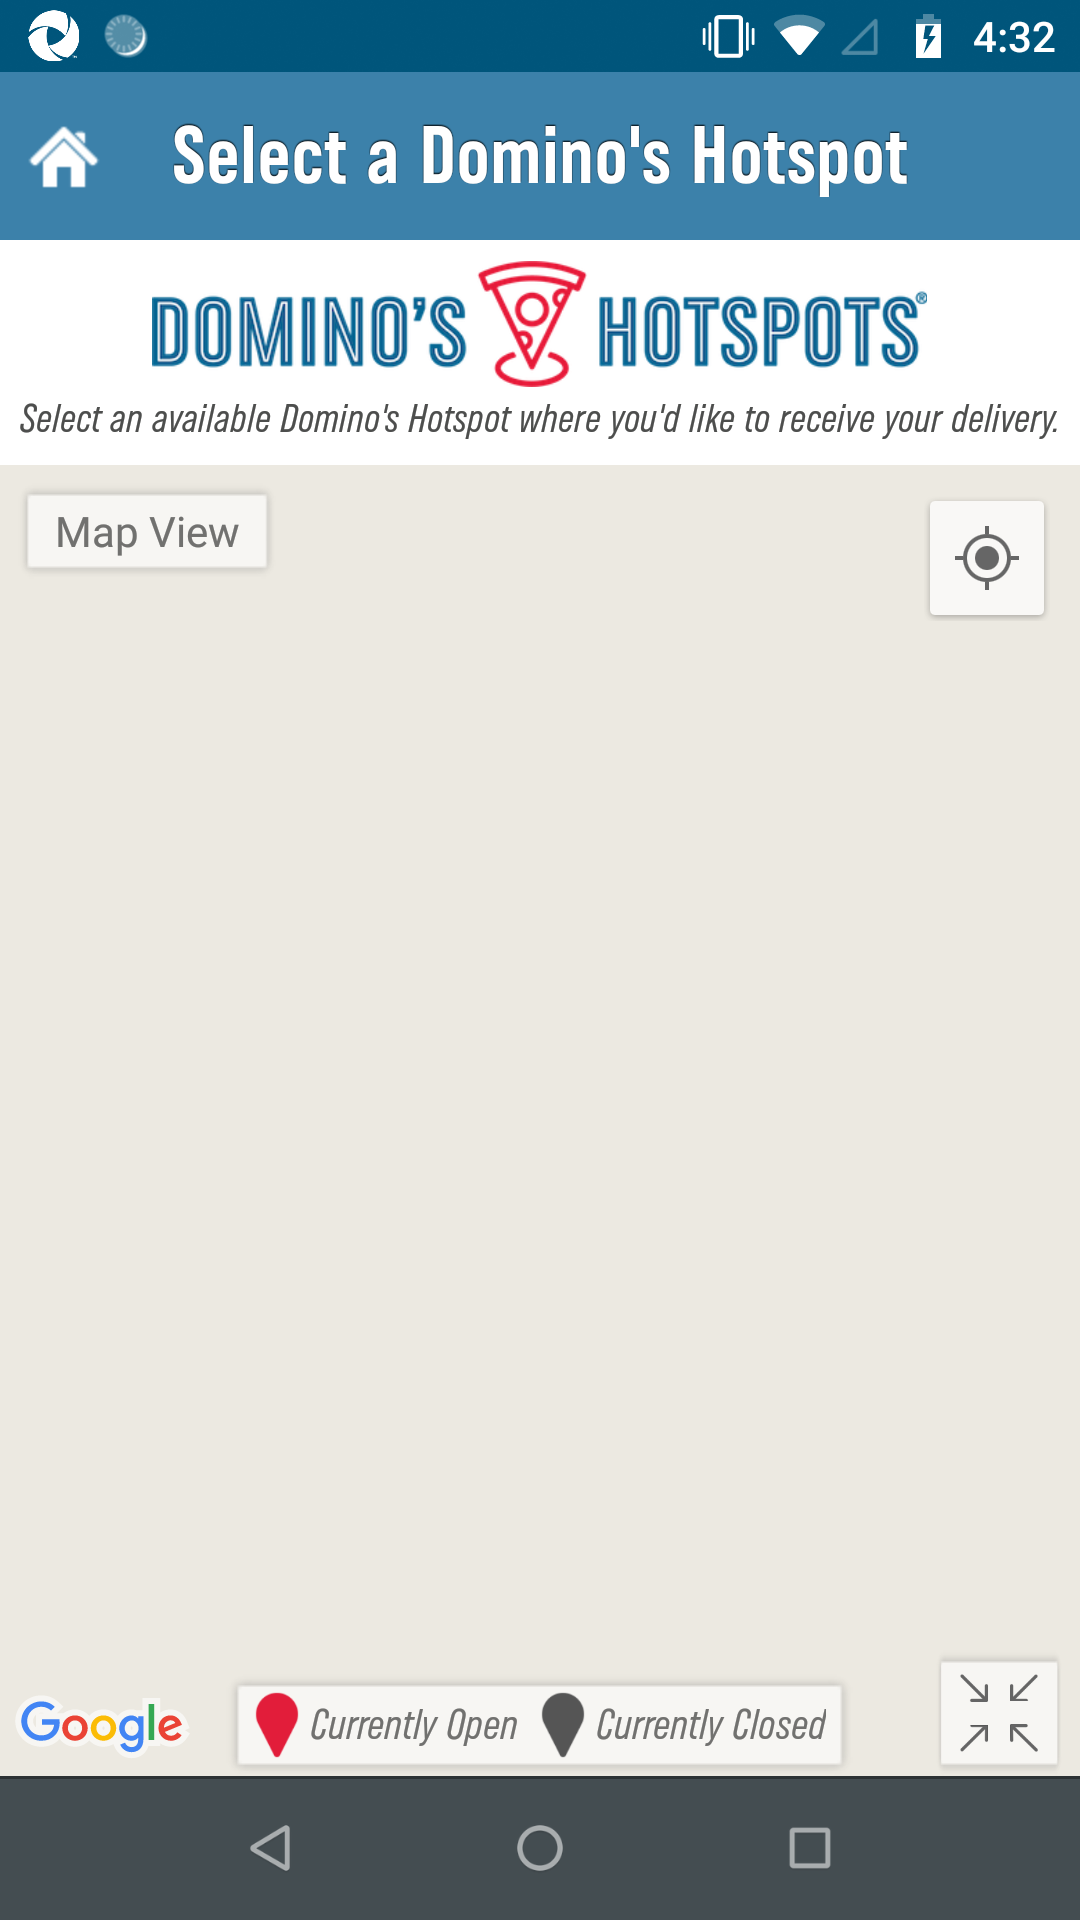 4:32
Select a Domino's Hotspot
DOMINO'S HOTSPOTS®
Select an available Domino's Hotspot where you'd like to receive your delivery.
Map View
Google
Currently Open Currently Closed